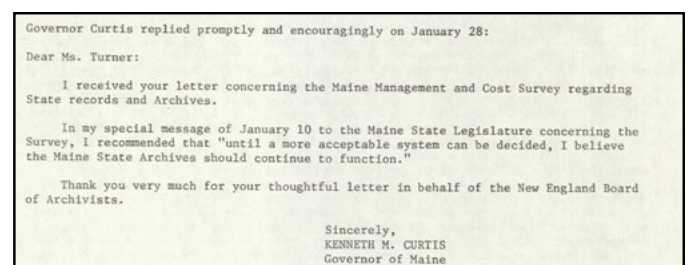 Governor Curtis replied promptly and encouragingly on January 28:
Dear Ms. Turner:
I received your letter concerning the Maine Management and Cost Survey regarding
State records and Archives.
In my special message of January 10 to the Maine State Legislature concerning the
Survey, I recommended that "until a more acceptable system can be decided, I believe
the Maine State Archives should continue to function."
Thank you very much for your thoughtful letter in behalf of the New England Board
of Archivists.
Sincerely,
KENNETH M. CURTIS
Governor of Maine